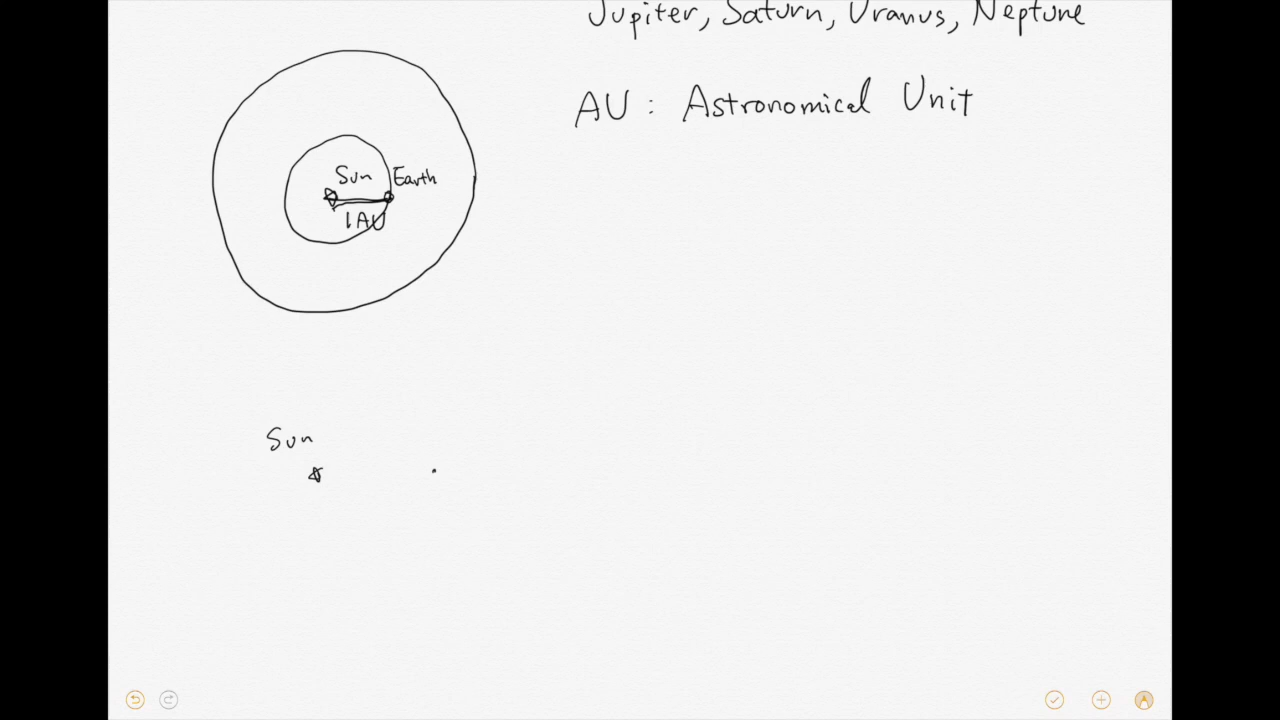 Jupiter, Saturn, Uranus, Neptune
AU : Astronomical Unit
Sun Earth
1AU
Sun